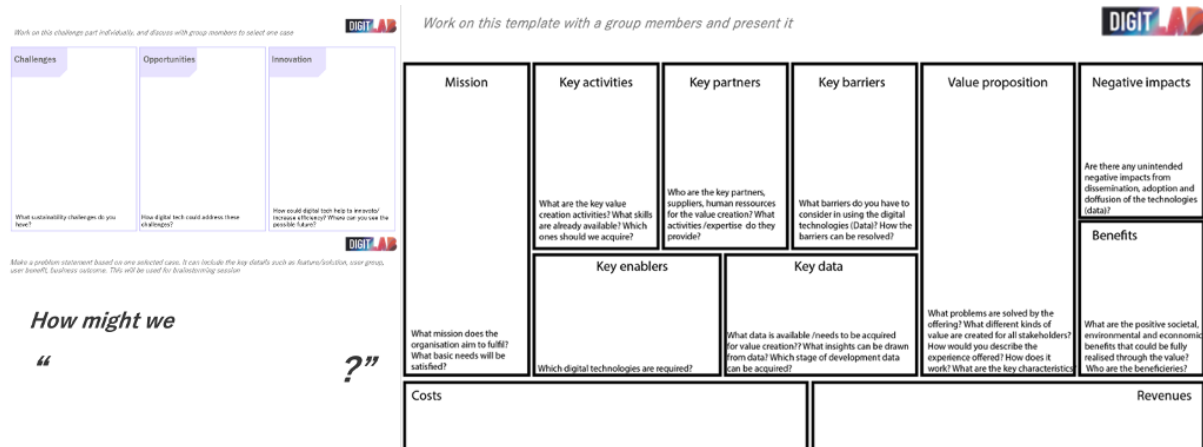 Work on this challenge part individually, and discuss with group members to select one case
DIGIT LAB
Challenges
Opportunities
Innovation
What sustainability challenges do you
have?
How digital tech could address these
challenges?
How could digital tech help to innovate/
increase efficiency? Where can you see the
possible future?
DIGIT LAB
Make a problem statement based on one selected case. It can include the key details such as feature/solution, user group,
user benefit, business outcome. This will be used for brainstorming session
How might we
“
?”
Work on this template with a group members and present it
DIGIT LAB
Mission
What mission does the
organisation aim to fulfil?
What basic needs will be
satisfied?
Key activities
What are the key value
creation activities? What skills
are already available? Which
ones should we acquire?
Key partners
Who are the key partners,
suppliers, human ressources
for the value creation? What
activities /expertise do they
provide?
Key barriers
What barriers do you have to
consider in using the digital
technologies (Data)? How the
barriers can be resolved?
Value proposition
What problems are solved by the
offering? What different kinds of
value are created for all stakeholders?
How would you describe the
experience offered? How does it
work? What are the key characteristics
Negative impacts
Are there any unintended
negative impacts from
dissemination, adoption and
doffusion of the technologies
(data)?
Key enablers
Which digital technologies are required?
Key data
What data is available /needs to be acquired
for value creation?? What insights can be drawn
from data? Which stage of development data
can be acquired?
Benefits
What are the positive societal,
environmental and econnomic
benefits that could be fully
realised through the value?
Who are the beneficieries?
Costs
Revenues